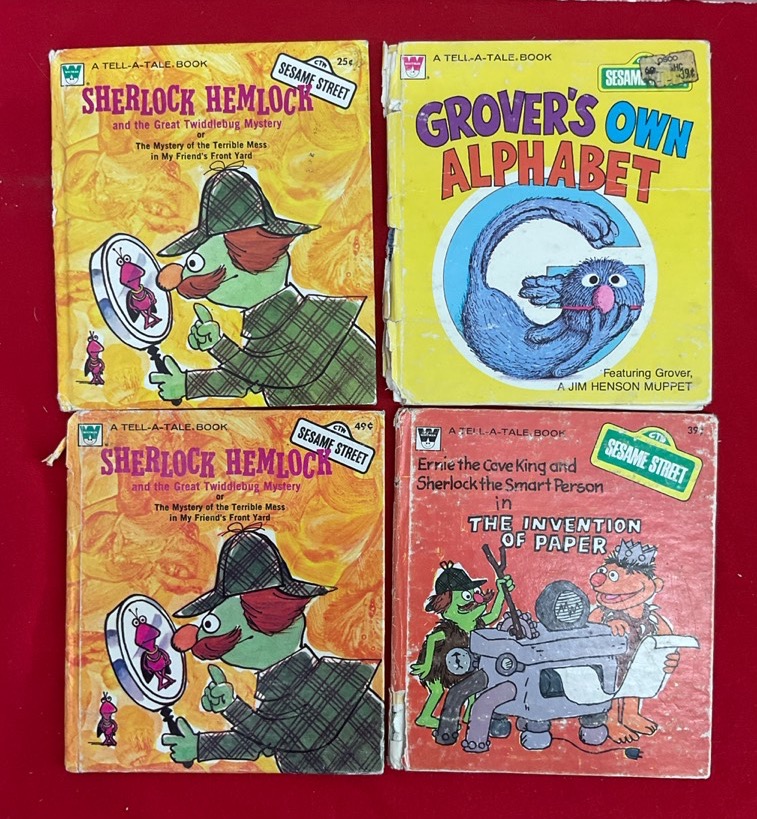 A TELL-A-TALE BOOK
25¢
CTW
SESAME STREET
SHERLOCK HEMLOCK
and the Great Twiddlebug Mystery
or
The Mystery of the Terrible Mess
in My Friend's Front Yard
A TELL-A-TALE BOOK
39¢
SESAM
GROVER'S OWN
ALPHABET
Featuring Grover,
A JIM HENSON MUPPET
A TELL-A-TALE BOOK
49¢
CTW
SESAME STREET
SHERLOCK HEMLOCK
and the Great Twiddlebug Mystery
or
The Mystery of the Terrible Mess
in My Friend's Front Yard
A TELL-A-TALE BOOK
39¢
CTW
SESAME STREET
Ernie the Cave King and
Sherlock the Smart Person
in
THE INVENTION
OF PAPER